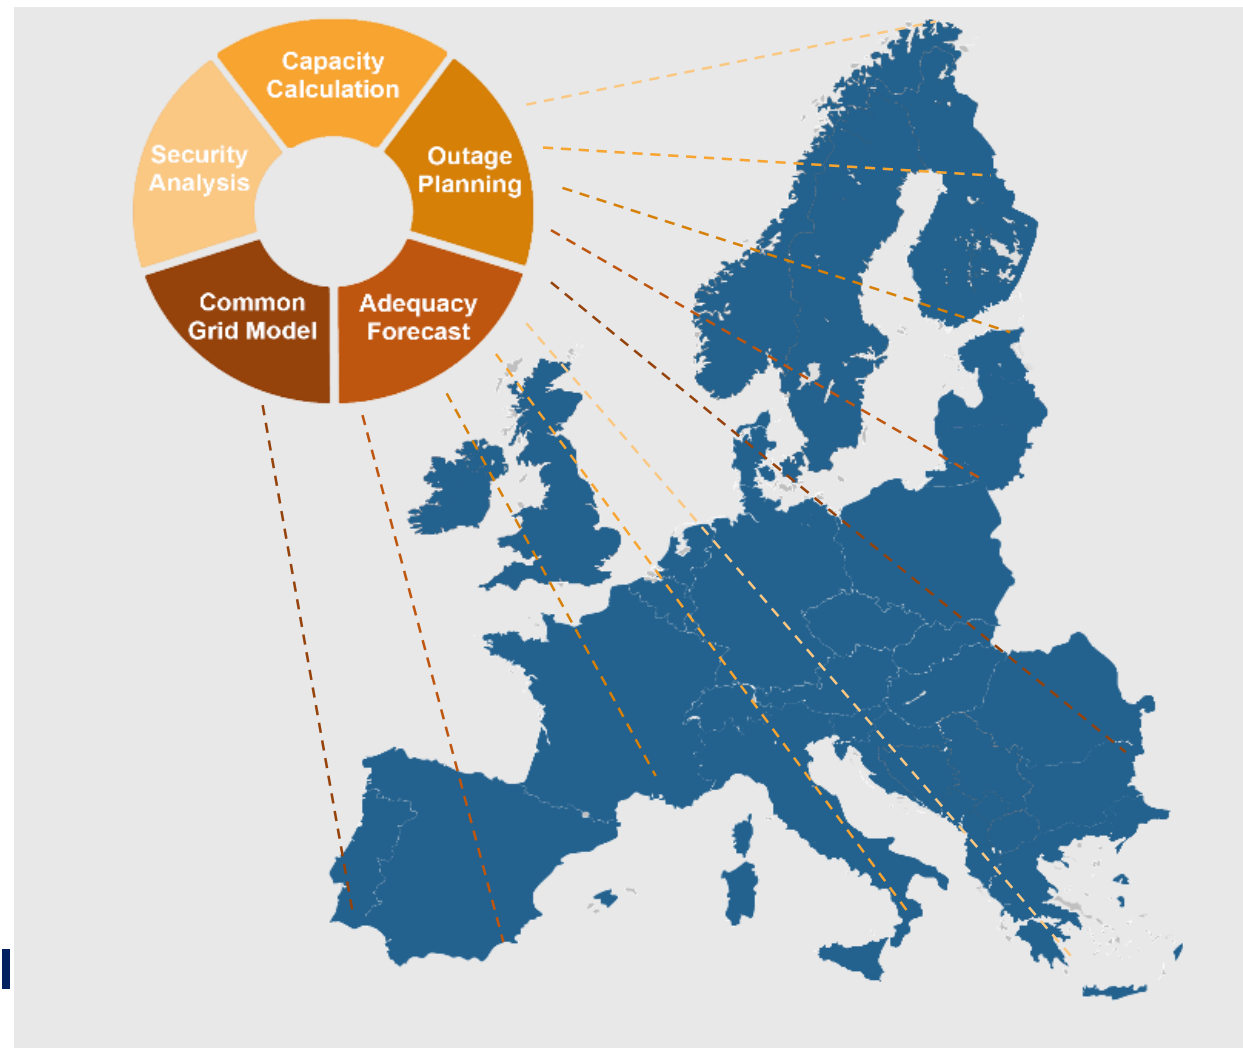 Capacity
Calculation
Security
Analysis
Outage
Planning
Common
Grid Model
Adequacy
Forecast